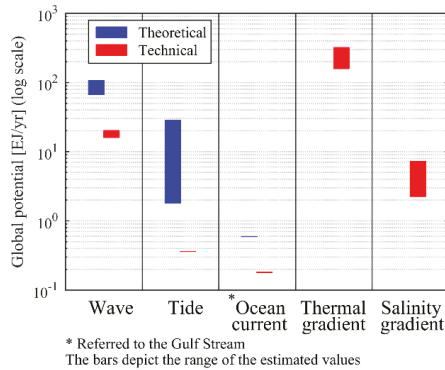 Global potential [EJ/yr] (log scale)
10³
10²
10¹
10⁰
10⁻¹
Theoretical
Technical
Wave
Tide
*Ocean
current
Thermal
gradient
Salinity
gradient
* Referred to the Gulf Stream
The bars depict the range of the estimated values